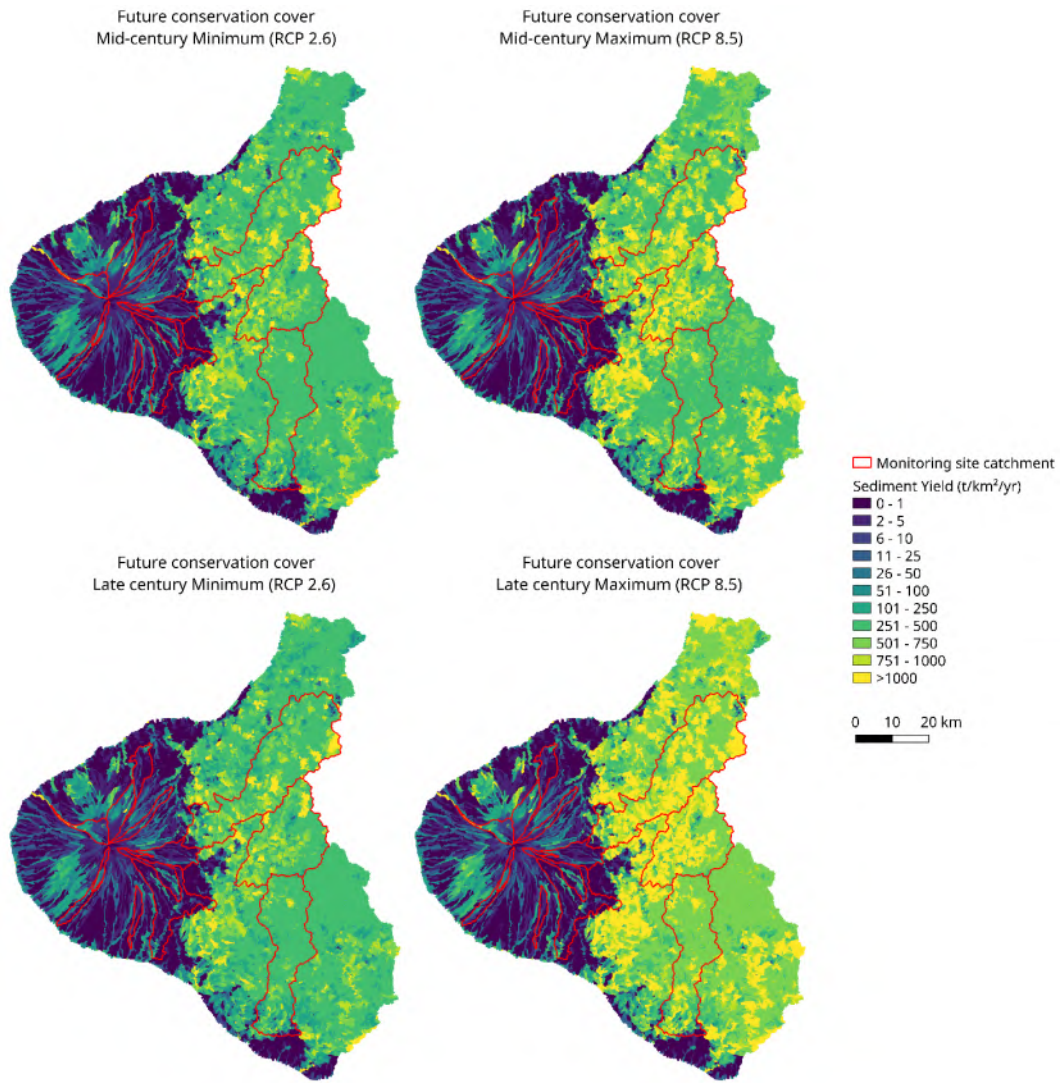 Future conservation cover
Mid-century Minimum (RCP 2.6)
Future conservation cover
Mid-century Maximum (RCP 8.5)
Monitoring site catchment
Sediment Yield (t/km²/yr)
0 - 1
2 - 5
6 - 10
11 - 25
26 - 50
51 - 100
101 - 250
251 - 500
501 - 750
751 - 1000
>1000
0 10 20 km
Future conservation cover
Late century Minimum (RCP 2.6)
Future conservation cover
Late century Maximum (RCP 8.5)